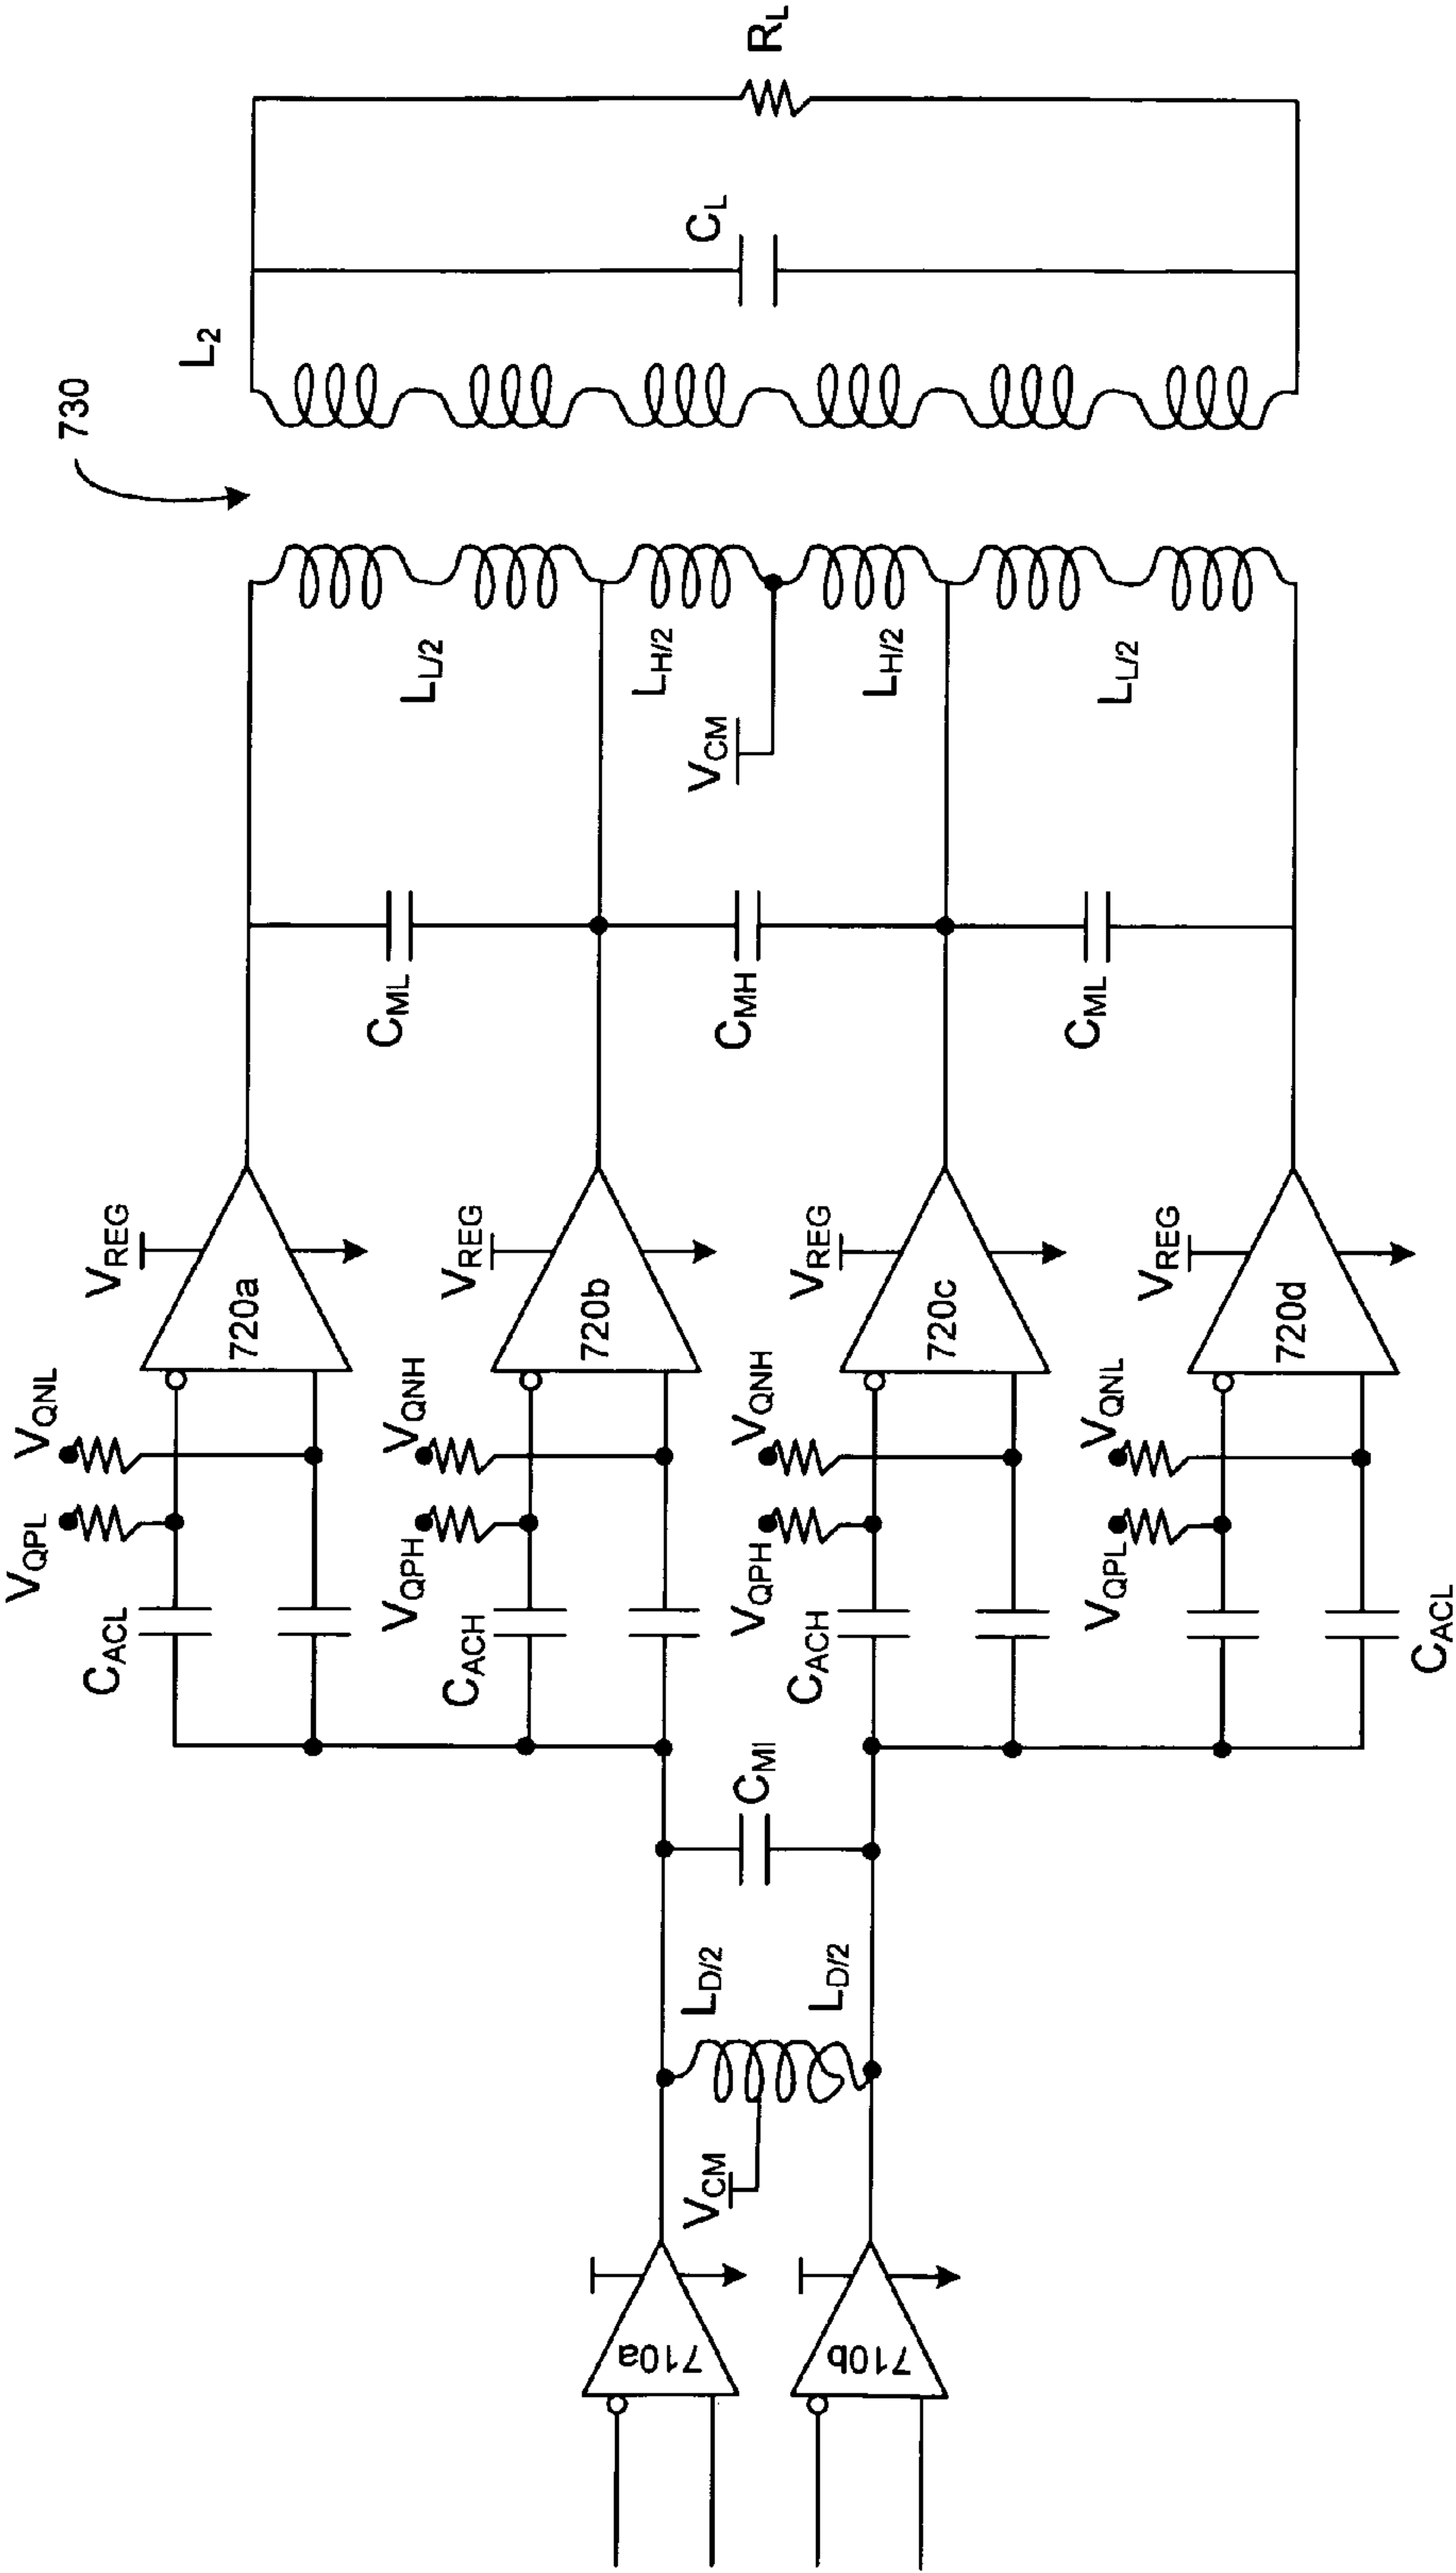 730
L2
CL
RL
LL/2
LH/2
VCM
LH/2
LL/2
CML
CMH
CML
VREG
VREG
VREG
VREG
720a
720b
720c
720d
VQNL
VQNH
VQNH
VQNL
VQPL
VQPH
VQPH
VQPL
CACL
CACH
CACH
CACL
CMI
LD/2
LD/2
VCM
710a
710b